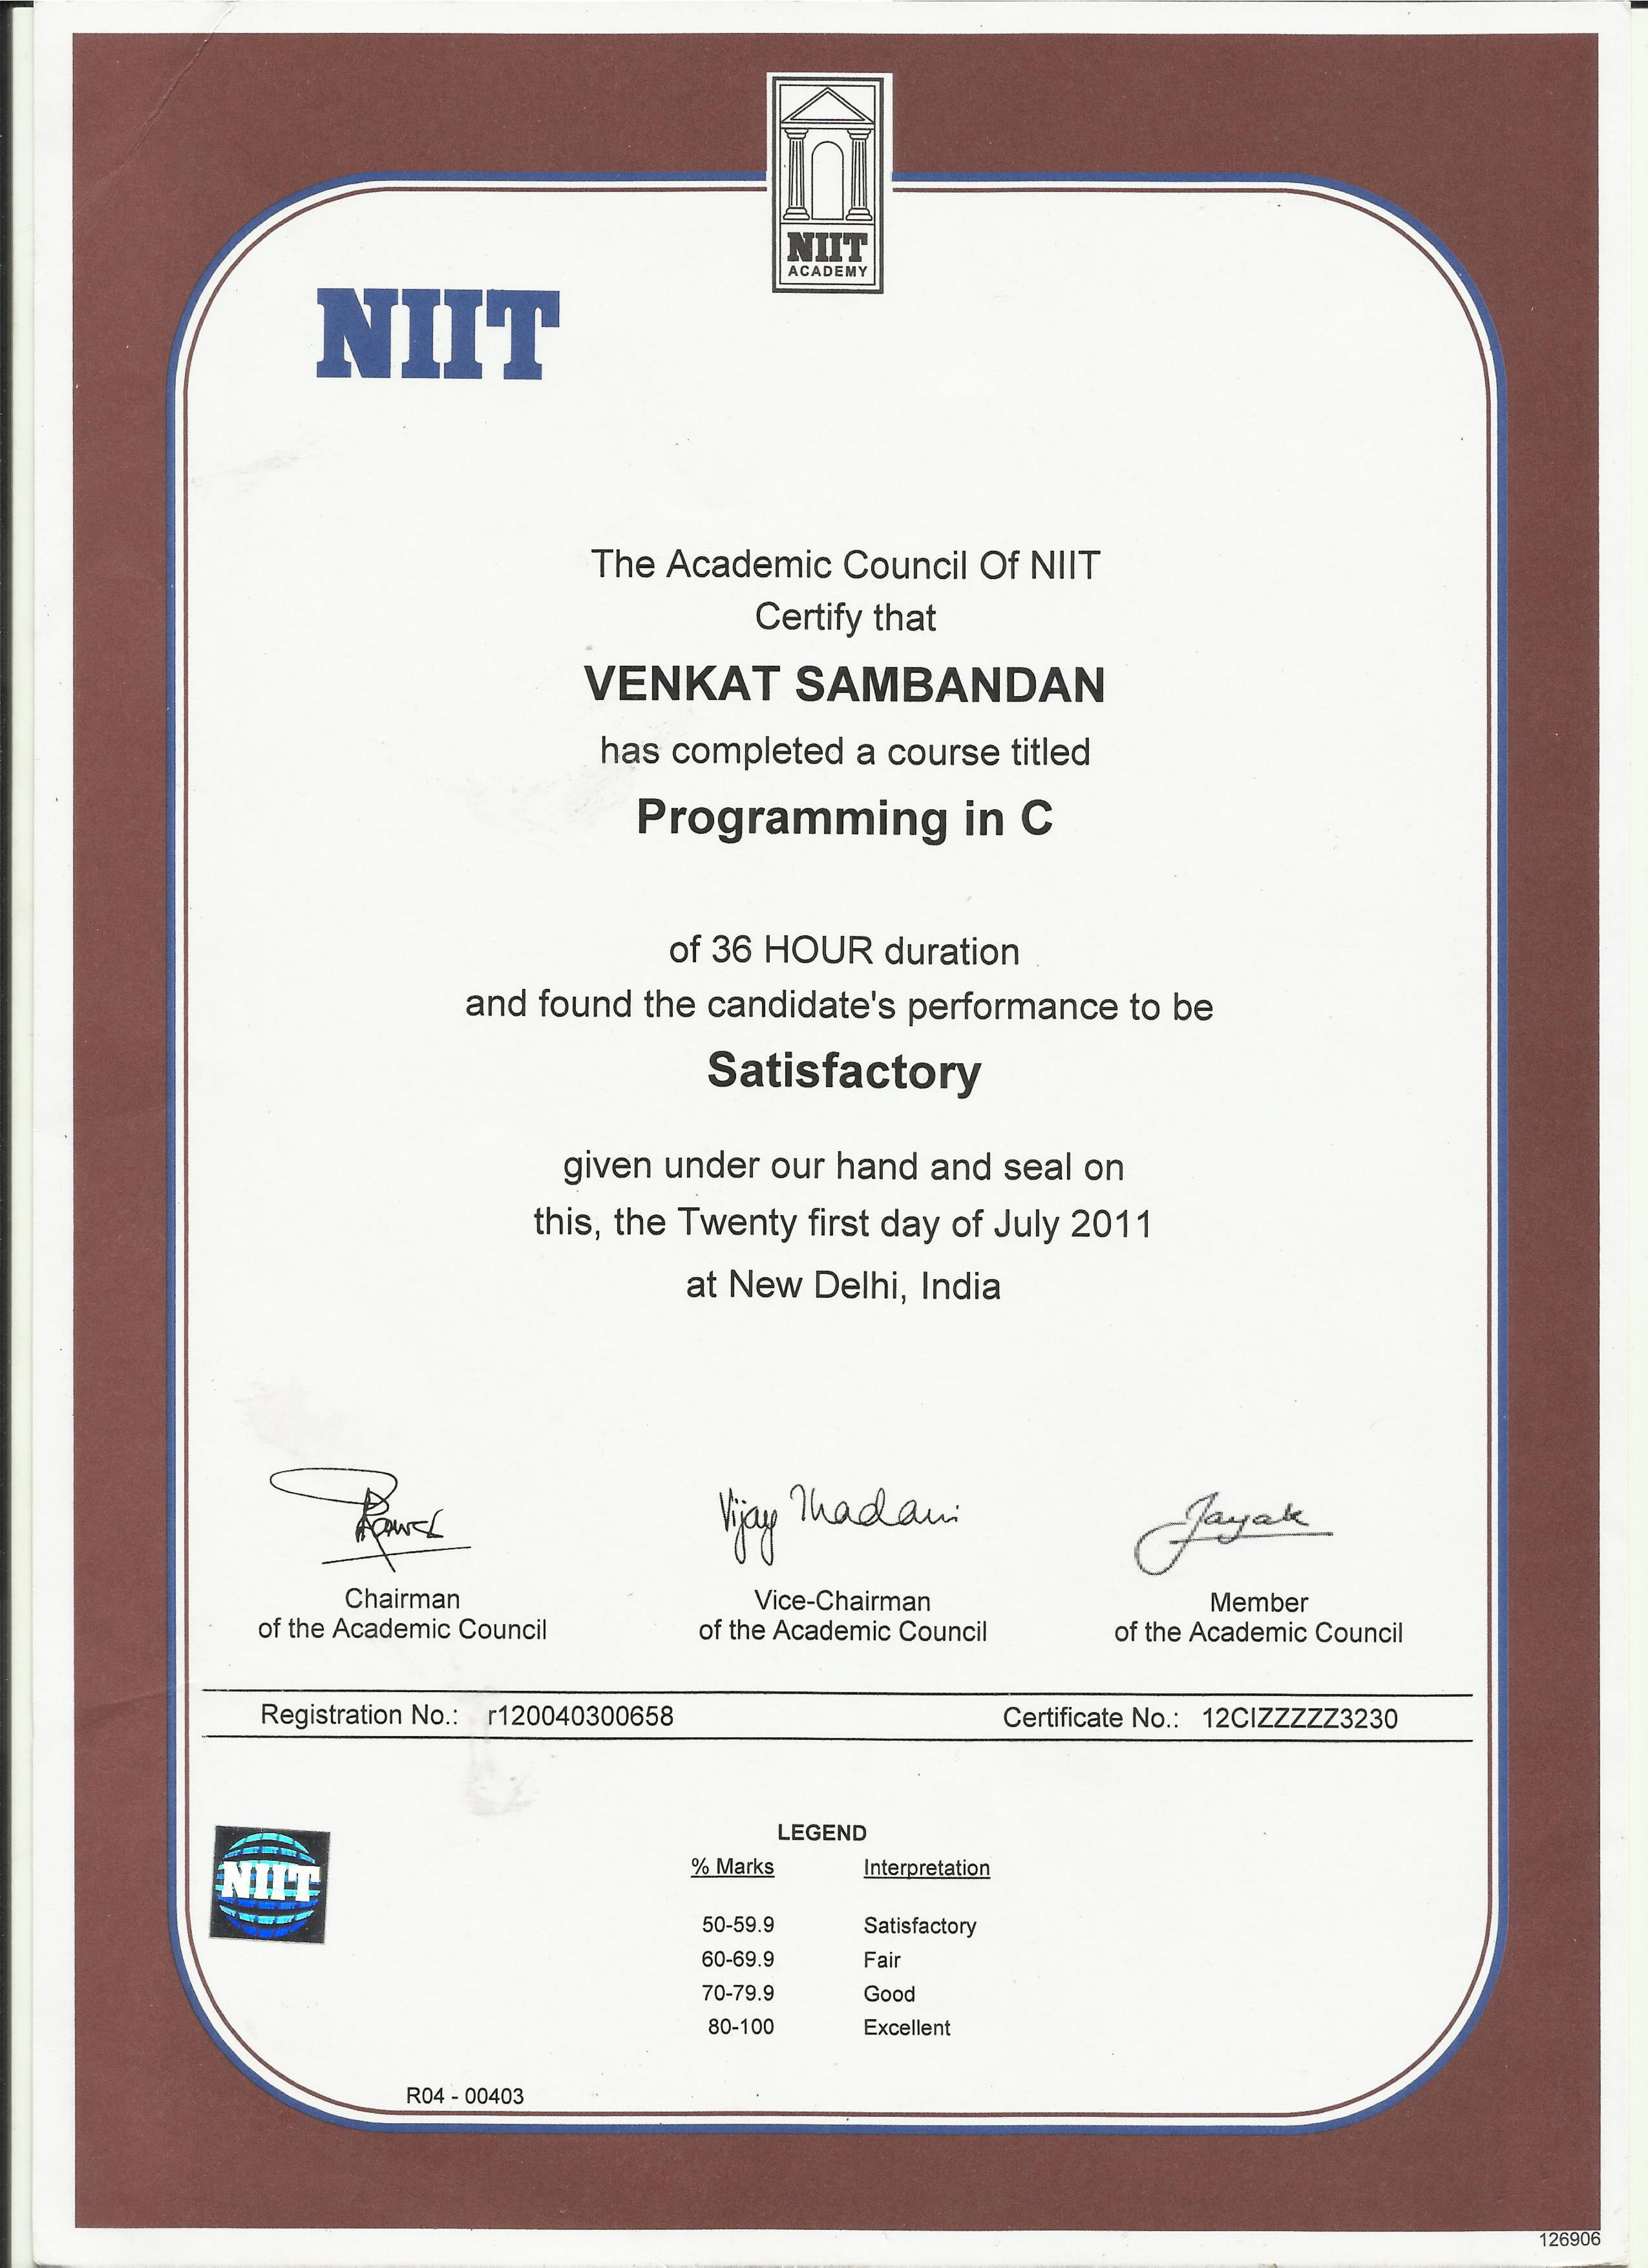 NIIT
ACADEMY
NIIT
The Academic Council Of NIIT
Certify that
VENKAT SAMBANDAN
has completed a course titled
Programming in C
of 36 HOUR duration
and found the candidate's performance to be
Satisfactory
given under our hand and seal on
this, the Twenty first day of July 2011
at New Delhi, India
Vijay Thadani
Jayak
Chairman
of the Academic Council
Vice-Chairman
of the Academic Council
Member
of the Academic Council
Registration No.: r120040300658 Certificate No.: 12CIZZZZZ3230
NIIT
LEGEND
% Marks Interpretation
50-59.9 Satisfactory
60-69.9 Fair
70-79.9 Good
80-100 Excellent
R04 - 00403
126906